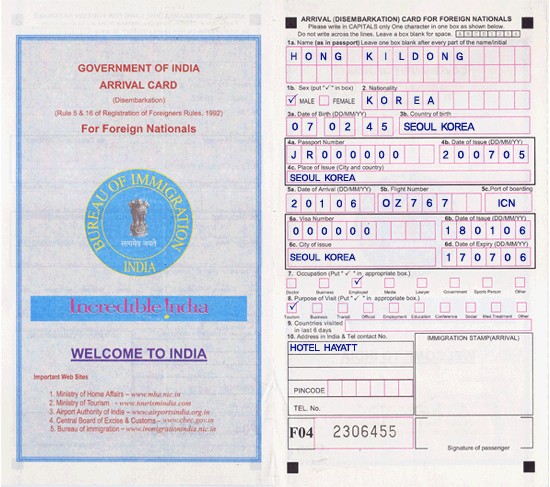 GOVERNMENT OF INDIA
ARRIVAL CARD
(Disembarkation)
(Rule 5 & 16 of Registration of Foreigners Rules, 1992)
For Foreign Nationals
BUREAU OF IMMIGRATION
सत्यमेव जयते
INDIA
Incredible !ndia
WELCOME TO INDIA
Important Web Sites
1. Ministry of Home Affairs – www.mha.nic.in
2. Ministry of Tourism - www.tourismindia.com
3. Airport Authority of India – www.airportsindia.org.in
4. Central Board of Excise & Customs – www.cbec.gov.in
5. Bureau of immigration – www.immigrationindia.nic.in
ARRIVAL (DISEMBARKATION) CARD FOR FOREIGN NATIONALS
Please write in CAPITALS only One character in one box as shown below.
Do not write across the lines. Leave a box blank for space.
1a. Name (as in passport) Leave one box blank after every part of the name/initial
HONG KILDONG
1b. Sex (put "✓" in box) 2. Nationality
✓ MALE FEMALE KOREA
3a. Date of Birth (DD/MM/YY) 3b. Country of birth
07 02 45 SEOUL KOREA
4a. Passport Number 4b. Date of Issue (DD/MM/YY)
JR000000 200705
4c. Place of Issue (City and country)
SEOUL KOREA
5a. Date of Arrival (DD/MM/YY) 5b. Flight Number 5c. Port of boarding
20106 OZ767 ICN
6a. Visa Number 6b. Date of Issue (DD/MM/YY)
000000 180106
6c. City of issue 6d. Date of Expiry (DD/MM/YY)
SEOUL KOREA 170706
7. Occupation (Put "✓" in appropriate box.)
Doctor Business Employed Media Lawyer Government Sports Person Other
8. Purpose of Visit (Put "✓" in appropriate box.)
Tourism Business Transit Official Employment Education Conference Social Med.Treatment Other
9. Countries visited in last 6 days
10. Address in India & Tel contact No. IMMIGRATION STAMP(ARRIVAL)
HOTEL HAYATT
PINCODE
TEL. No.
F04 2306455
Signature of passenger